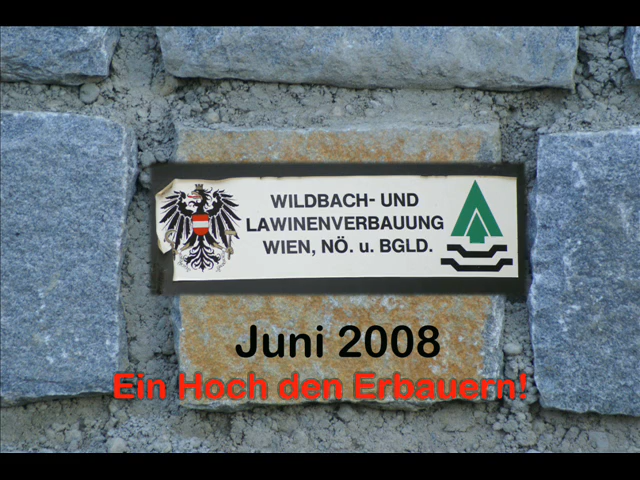 WILDBACH- UND
LAWINENVERBAUUNG
WIEN, NÖ. u. BGLD.
Juni 2008
Ein Hoch den Erbauern!